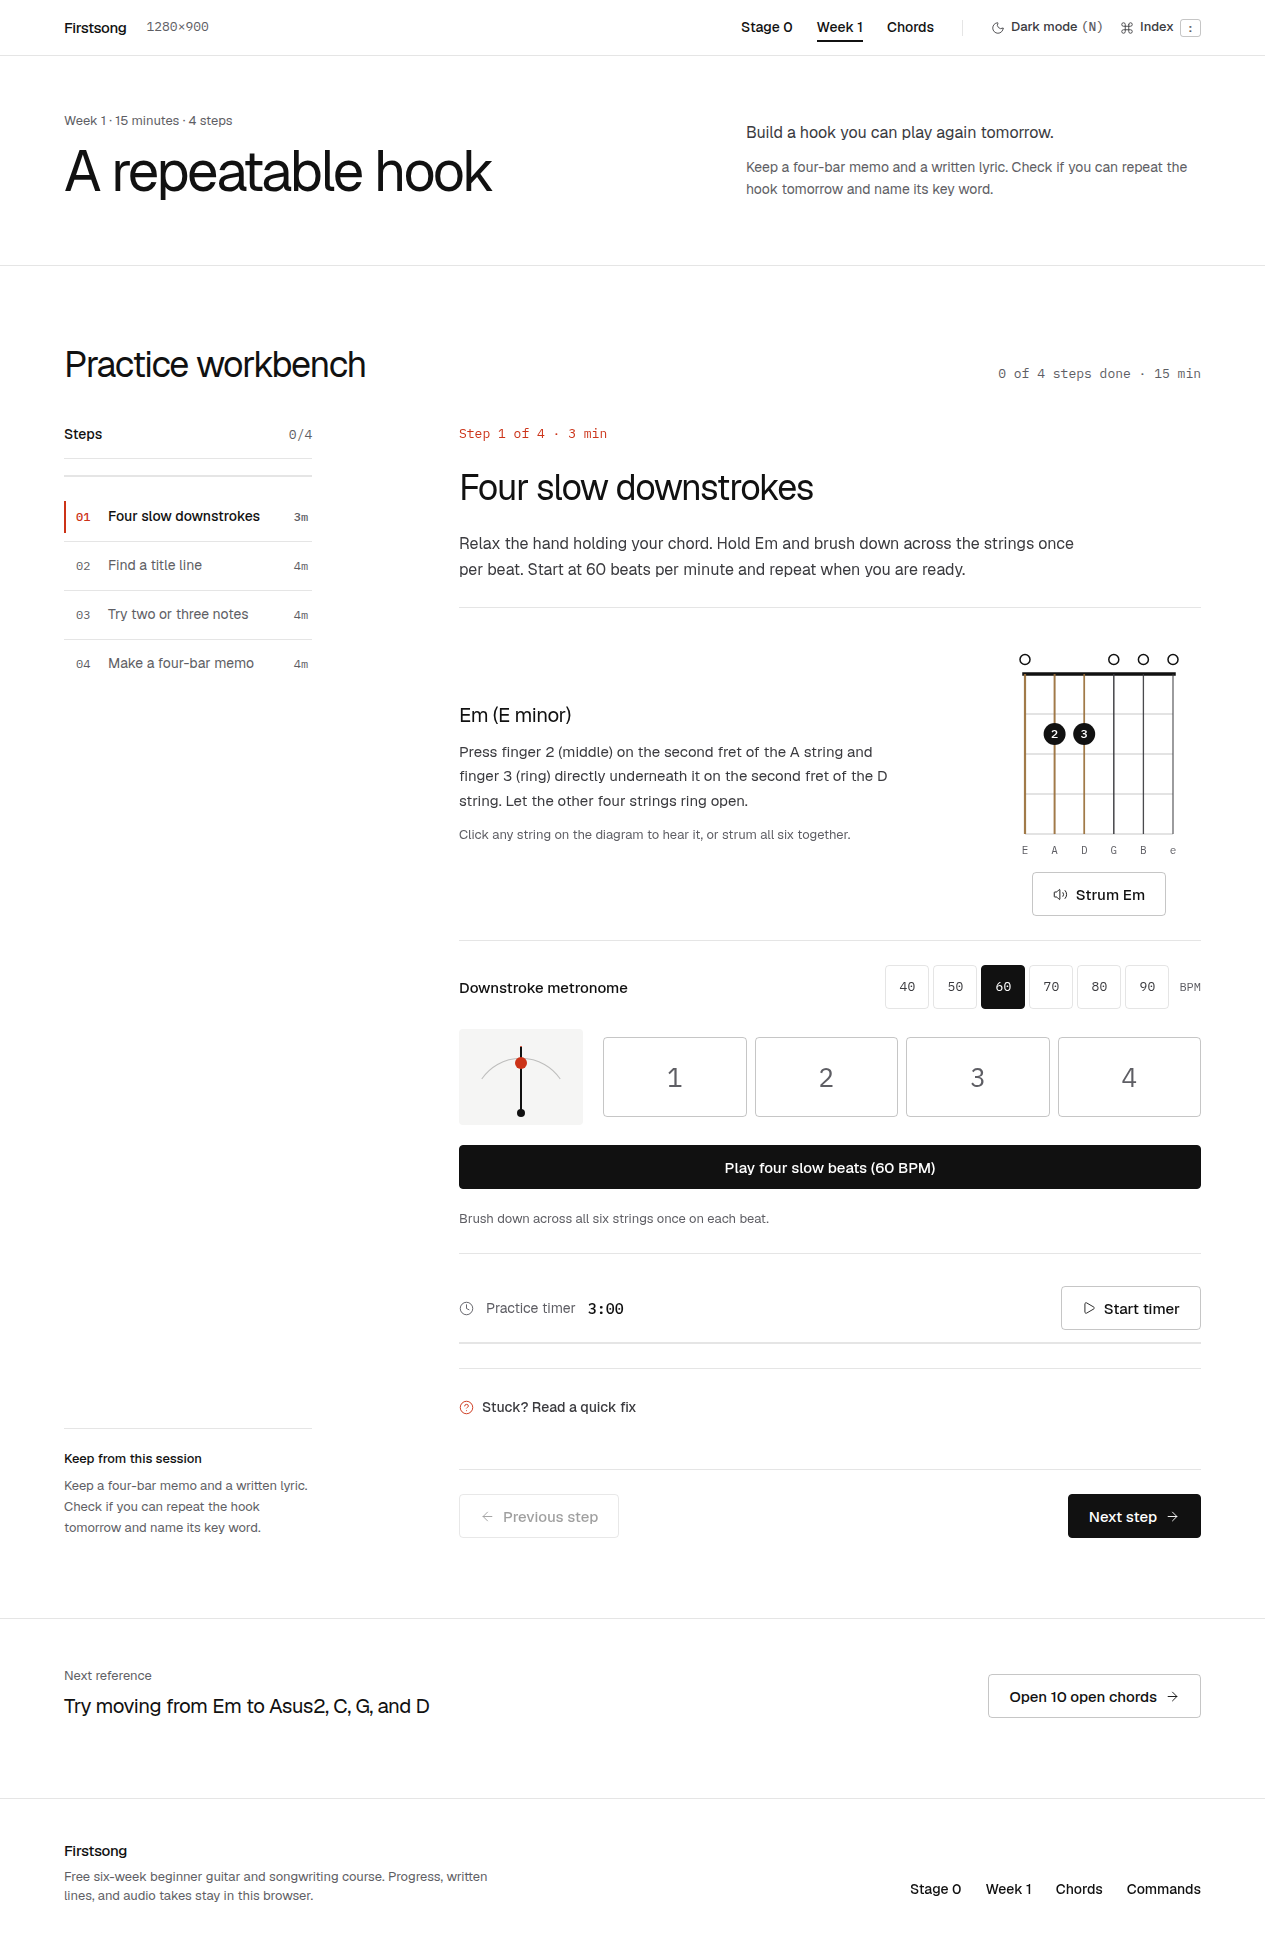 Firstsong
1280×900
Stage 0
Week 1
Chords
Dark mode (N)
Index :
Week 1 · 15 minutes · 4 steps
A repeatable hook
Build a hook you can play again tomorrow.
Keep a four-bar memo and a written lyric. Check if you can repeat the
hook tomorrow and name its key word.
Practice workbench
0 of 4 steps done · 15 min
Steps
0/4
01 Four slow downstrokes 3m
02 Find a title line 4m
03 Try two or three notes 4m
04 Make a four-bar memo 4m
Keep from this session
Keep a four-bar memo and a written lyric.
Check if you can repeat the hook
tomorrow and name its key word.
Step 1 of 4 · 3 min
Four slow downstrokes
Relax the hand holding your chord. Hold Em and brush down across the strings once
per beat. Start at 60 beats per minute and repeat when you are ready.
Em (E minor)
Press finger 2 (middle) on the second fret of the A string and
finger 3 (ring) directly underneath it on the second fret of the D
string. Let the other four strings ring open.
Click any string on the diagram to hear it, or strum all six together.
2 3
E A D G B e
Strum Em
Downstroke metronome
40 50 60 70 80 90 BPM
1 2 3 4
Play four slow beats (60 BPM)
Brush down across all six strings once on each beat.
Practice timer 3:00
Start timer
Stuck? Read a quick fix
← Previous step
Next step →
Next reference
Try moving from Em to Asus2, C, G, and D
Open 10 open chords →
Firstsong
Free six-week beginner guitar and songwriting course. Progress, written
lines, and audio takes stay in this browser.
Stage 0
Week 1
Chords
Commands